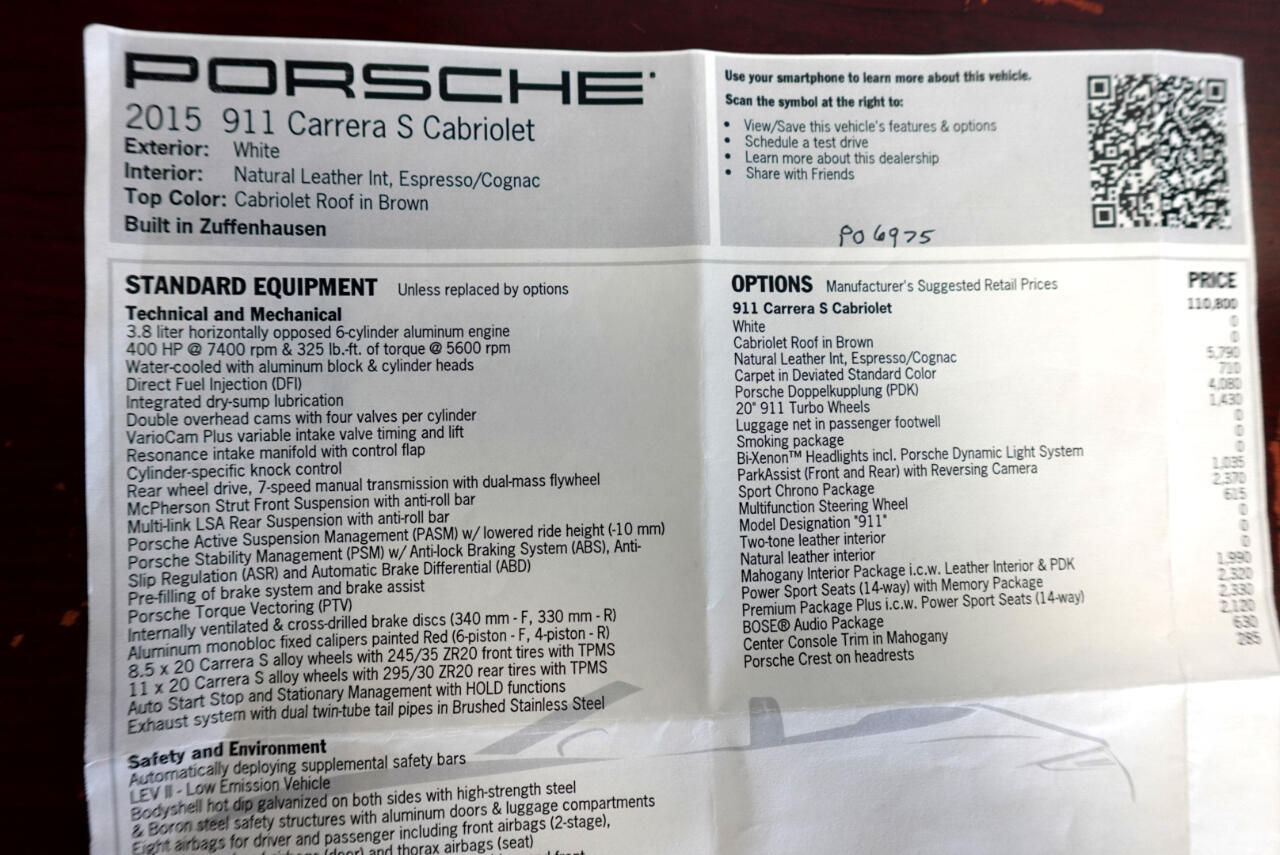 PORSCHE
2015 911 Carrera S Cabriolet
Exterior: White
Interior: Natural Leather Int, Espresso/Cognac
Top Color: Cabriolet Roof in Brown
Built in Zuffenhausen
Use your smartphone to learn more about this vehicle.
Scan the symbol at the right to:
• View/Save this vehicle's features & options
• Schedule a test drive
• Learn more about this dealership
• Share with Friends
PO 6975
STANDARD EQUIPMENT Unless replaced by options
Technical and Mechanical
3.8 liter horizontally opposed 6-cylinder aluminum engine
400 HP @ 7400 rpm & 325 lb.-ft. of torque @ 5600 rpm
Water-cooled with aluminum block & cylinder heads
Direct Fuel Injection (DFI)
Integrated dry-sump lubrication
Double overhead cams with four valves per cylinder
VarioCam Plus variable intake valve timing and lift
Resonance intake manifold with control flap
Cylinder-specific knock control
Rear wheel drive, 7-speed manual transmission with dual-mass flywheel
McPherson Strut Front Suspension with anti-roll bar
Multi-link LSA Rear Suspension with anti-roll bar
Porsche Active Suspension Management (PASM) w/ lowered ride height (-10 mm)
Porsche Stability Management (PSM) w/ Anti-lock Braking System (ABS), Anti-
Slip Regulation (ASR) and Automatic Brake Differential (ABD)
Pre-filling of brake system and brake assist
Porsche Torque Vectoring (PTV)
Internally ventilated & cross-drilled brake discs (340 mm - F, 330 mm - R)
Aluminum monobloc fixed calipers painted Red (6-piston - F, 4-piston - R)
8.5 x 20 Carrera S alloy wheels with 245/35 ZR20 front tires with TPMS
11 x 20 Carrera S alloy wheels with 295/30 ZR20 rear tires with TPMS
Auto Start Stop and Stationary Management with HOLD functions
Exhaust system with dual twin-tube tail pipes in Brushed Stainless Steel
Safety and Environment
Automatically deploying supplemental safety bars
LEV II - Low Emission Vehicle
Bodyshell hot dip galvanized on both sides with high-strength steel
& Boron steel safety structures with aluminum doors & luggage compartments
Eight airbags for driver and passenger including front airbags (2-stage),
(door) and thorax airbags (seat)
OPTIONS Manufacturer's Suggested Retail Prices PRICE
911 Carrera S Cabriolet 110,800
White 0
Cabriolet Roof in Brown 0
Natural Leather Int, Espresso/Cognac 5,790
Carpet in Deviated Standard Color 710
Porsche Doppelkupplung (PDK) 4,080
20" 911 Turbo Wheels 1,430
Luggage net in passenger footwell 0
Smoking package 0
Bi-Xenon™ Headlights incl. Porsche Dynamic Light System 0
ParkAssist (Front and Rear) with Reversing Camera 1,035
Sport Chrono Package 2,370
Multifunction Steering Wheel 615
Model Designation "911" 0
Two-tone leather interior 0
Natural leather interior 0
Mahogany Interior Package i.c.w. Leather Interior & PDK 1,990
Power Sport Seats (14-way) with Memory Package 2,320
Premium Package Plus i.c.w. Power Sport Seats (14-way) 2,330
BOSE® Audio Package 2,120
Center Console Trim in Mahogany 630
Porsche Crest on headrests 285